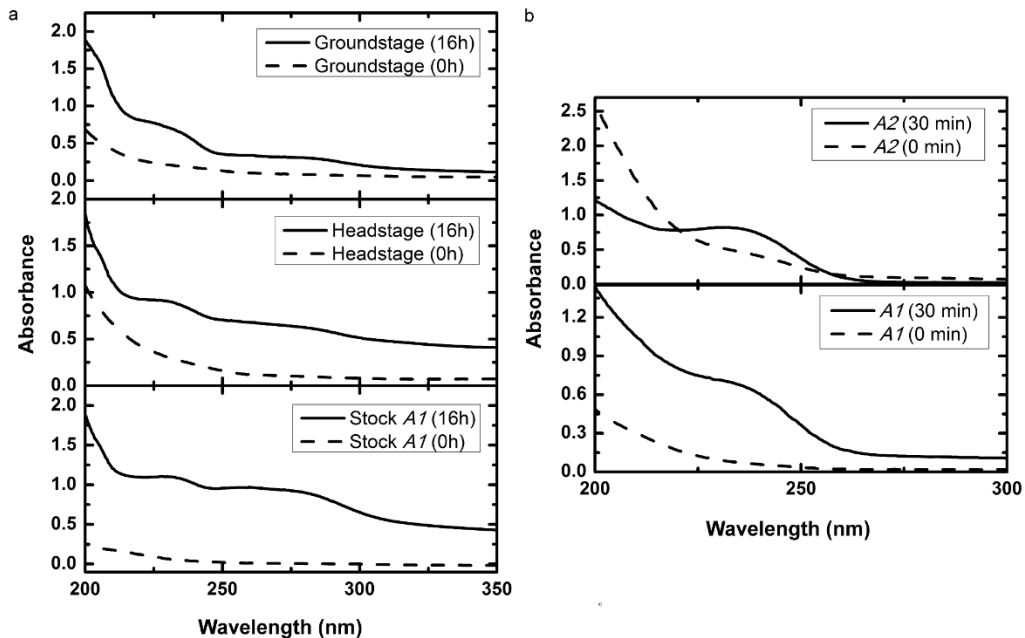 a
Groundstage (16h)
Groundstage (0h)
2.0
1.5
1.0
0.5
0.0
Headstage (16h)
Headstage (0h)
2.0
1.5
1.0
0.5
0.0
Stock A1 (16h)
Stock A1 (0h)
2.0
1.5
1.0
0.5
0.0
Absorbance
200 250 300 350
Wavelength (nm)
b
A2 (30 min)
A2 (0 min)
2.5
2.0
1.5
1.0
0.5
0.0
A1 (30 min)
A1 (0 min)
1.2
0.9
0.6
0.3
0.0
Absorbance
200 250 300
Wavelength (nm)